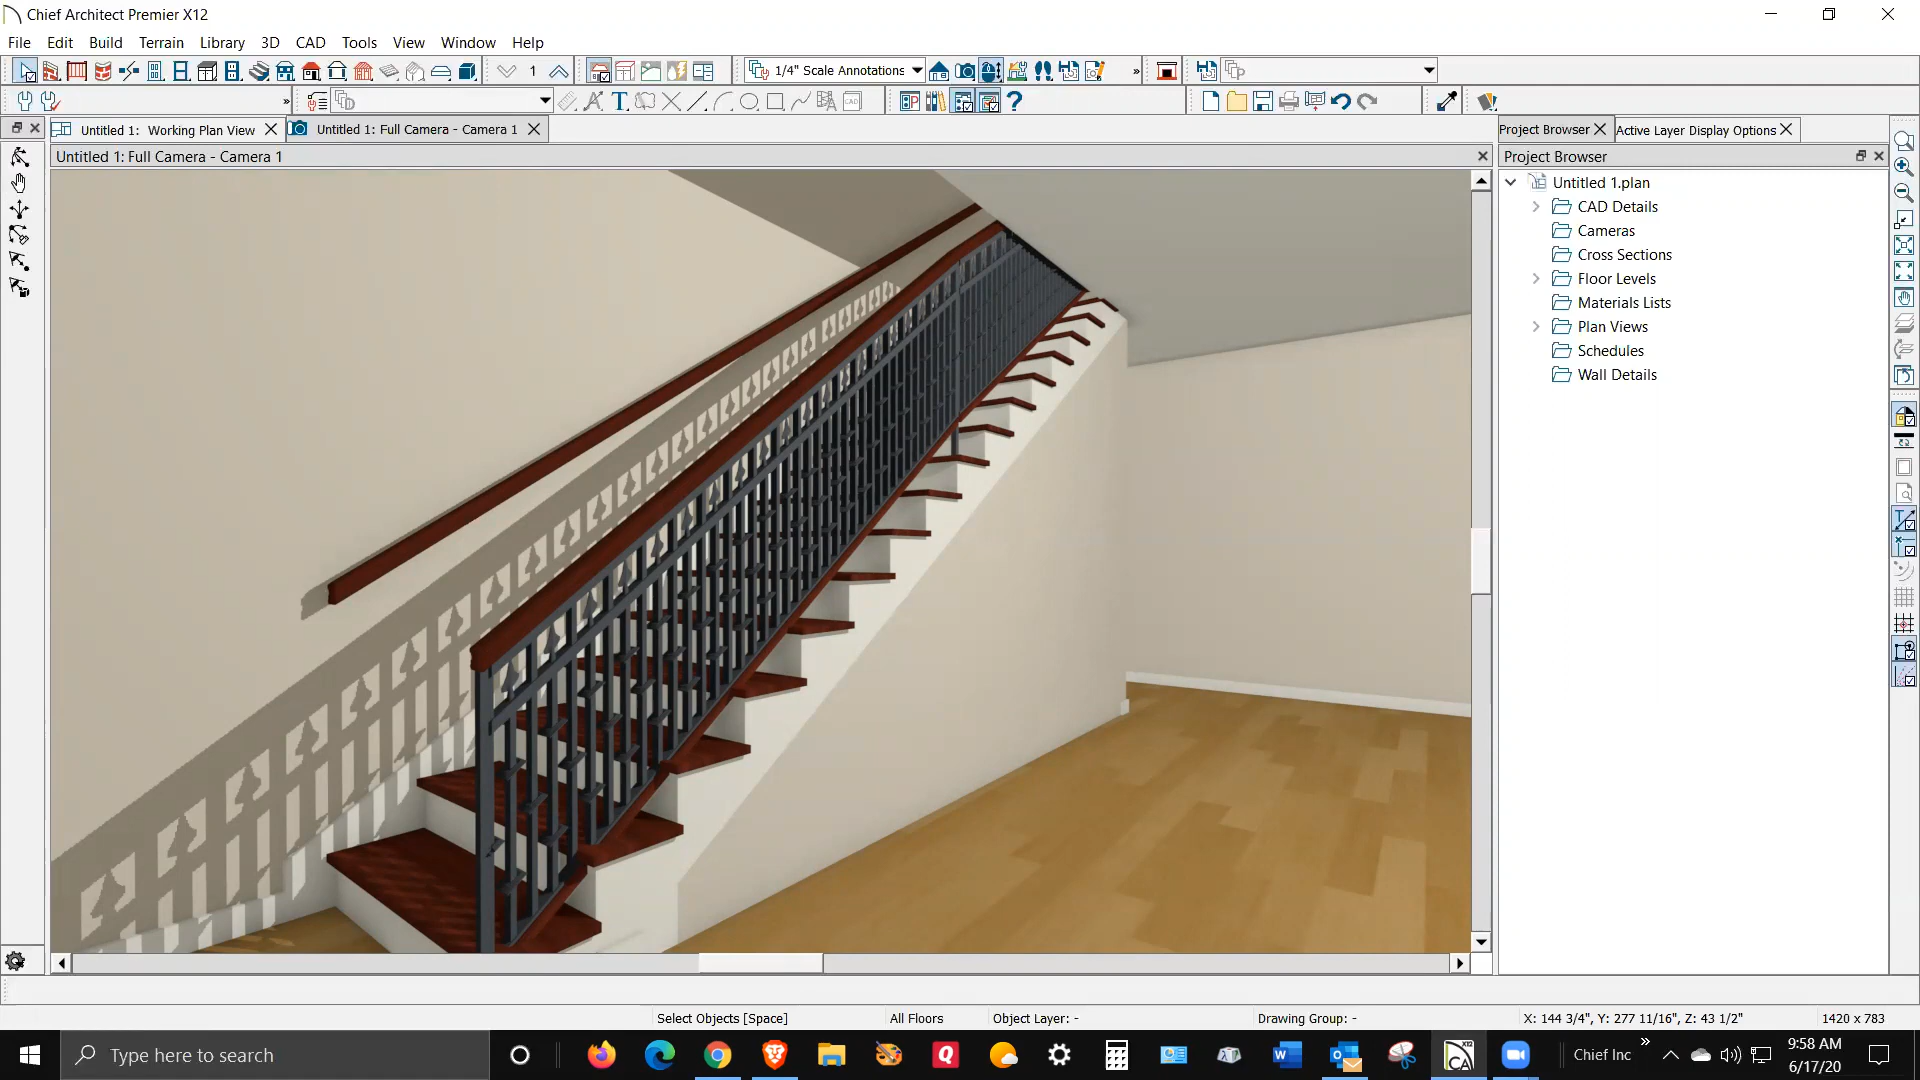 Chief Architect Premier X12
File Edit Build Terrain Library 3D CAD Tools View Window Help
1 1/4" Scale Annotations
Untitled 1: Working Plan View Untitled 1: Full Camera - Camera 1 Project Browser Active Layer Display Options
Untitled 1: Full Camera - Camera 1 Project Browser
Untitled 1.plan
CAD Details
Cameras
Cross Sections
Floor Levels
Materials Lists
Plan Views
Schedules
Wall Details
Select Objects [Space] All Floors Object Layer: - Drawing Group: - X: 144 3/4", Y: 277 11/16", Z: 43 1/2" 1420 x 783
Type here to search Chief Inc » 9:58 AM
6/17/20